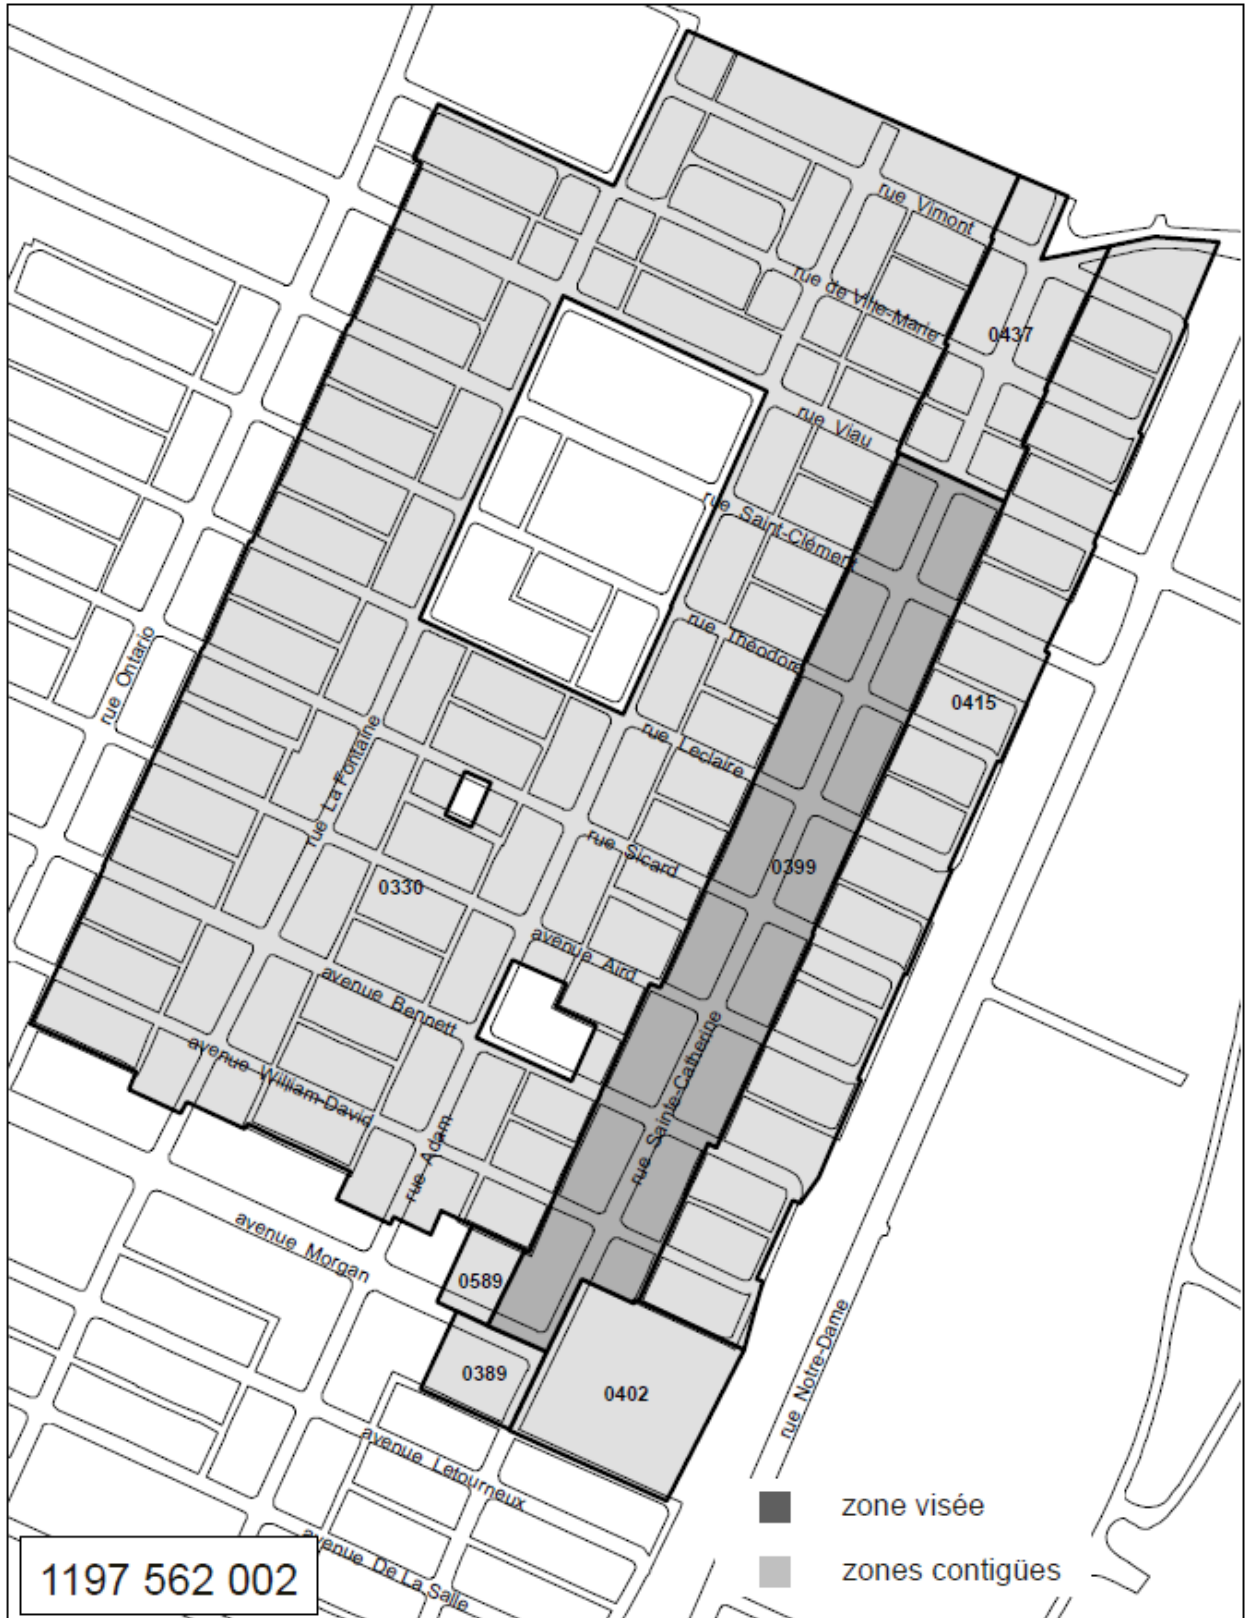 rue Vimont
rue de Ville-Marie
0437
rue Viau
rue Saint-Clément
rue Théodore
rue Ontario
0415
rue La Fontaine
rue Leclaire
rue Sicard
0399
0330
avenue Aird
avenue Bennett
rue Sainte-Catherine
avenue William-David
rue Adam
avenue Morgan
0589
0389
0402
rue Notre-Dame
avenue Letourneux
zone visée
avenue De La Salle
zones contigües
1197 562 002